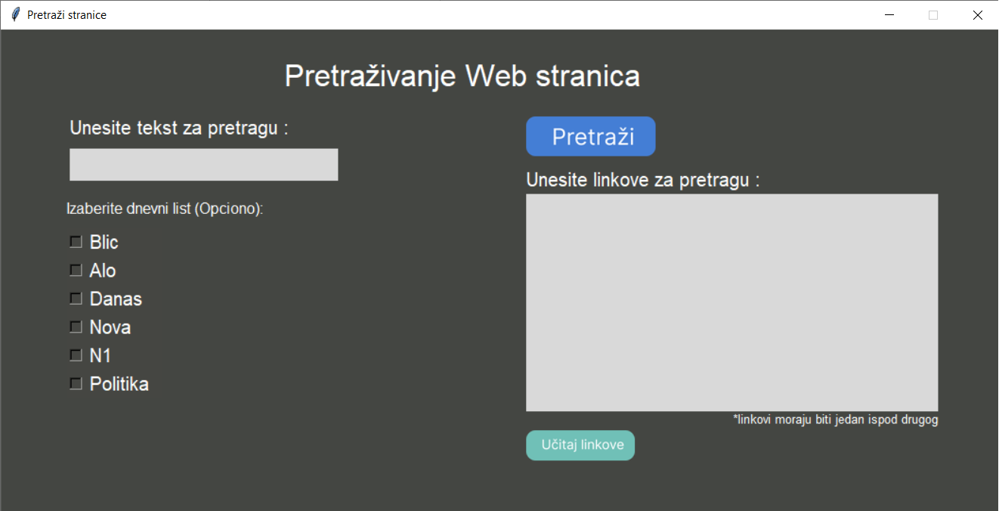 Pretraži stranice
Pretraživanje Web stranica
Unesite tekst za pretragu :
Izaberite dnevni list (Opciono):
Blic
Alo
Danas
Nova
N1
Politika
Pretraži
Unesite linkove za pretragu :
*linkovi moraju biti jedan ispod drugog
Učitaj linkove